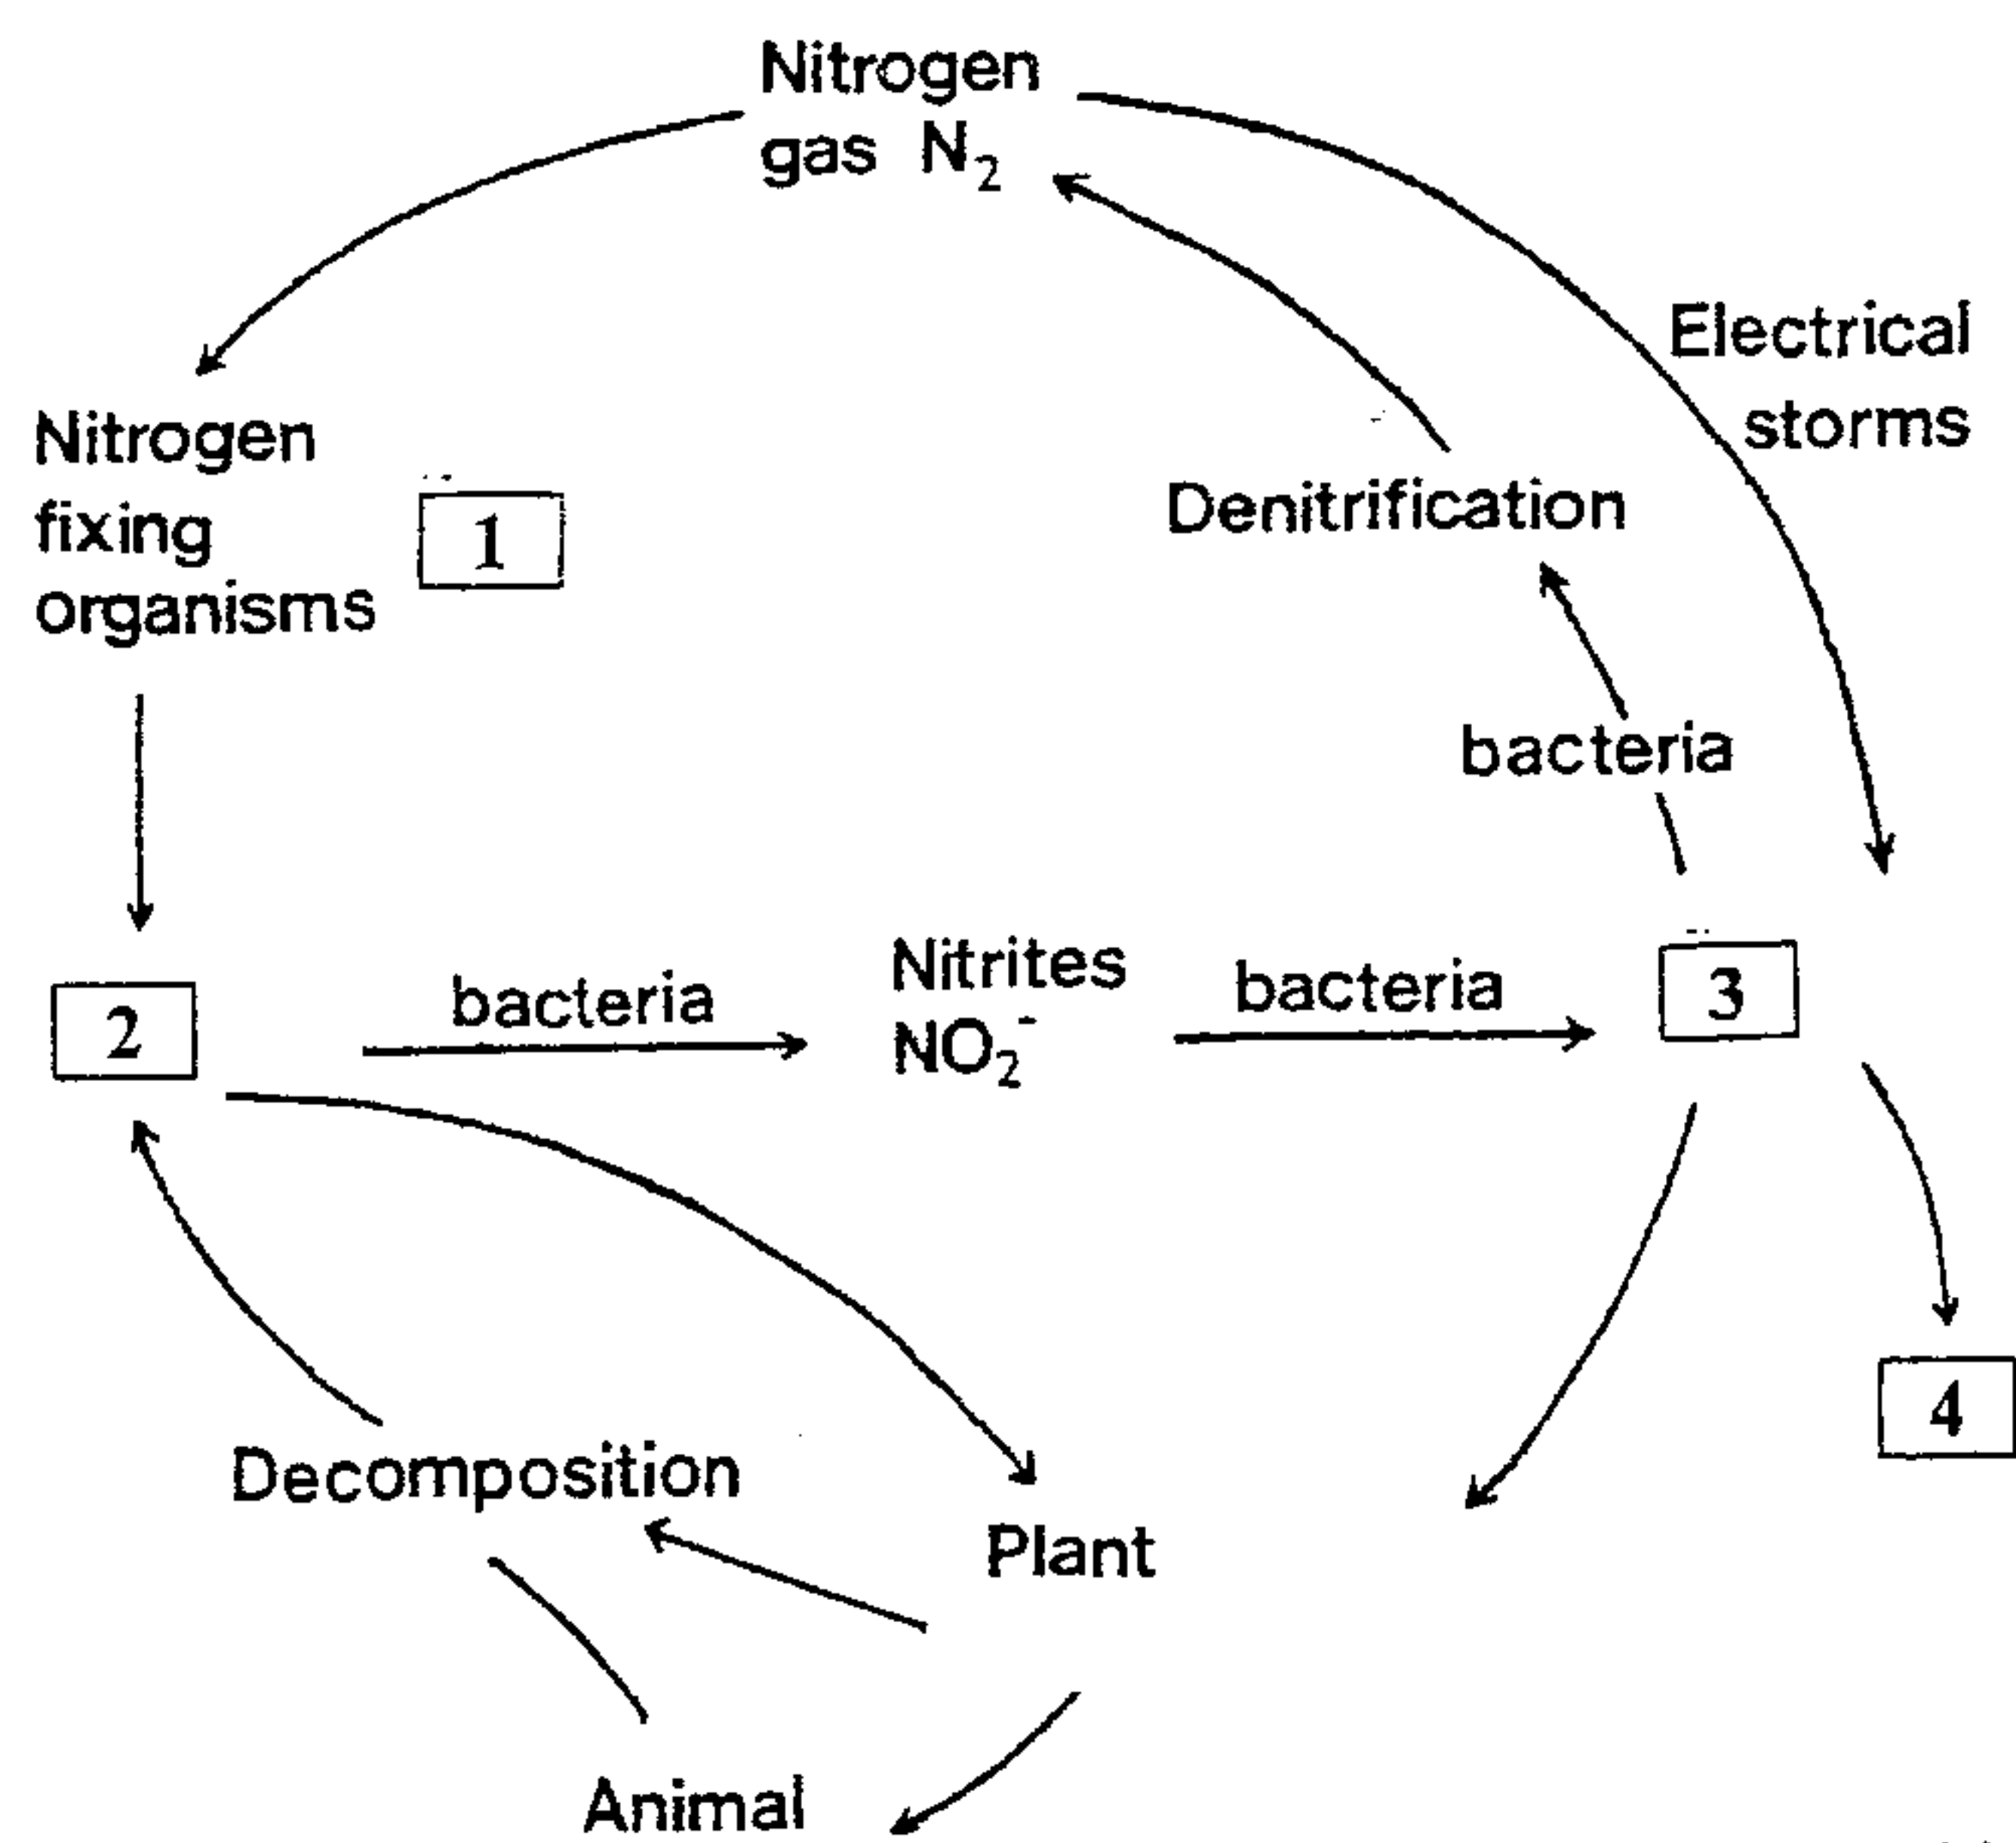 Nitrogen
gas N₂
Electrical
storms
Nitrogen
fixing
organisms
1
Denitrification
bacteria
2
bacteria
Nitrites
NO₂⁻
bacteria
3
4
Decomposition
Plant
Animal